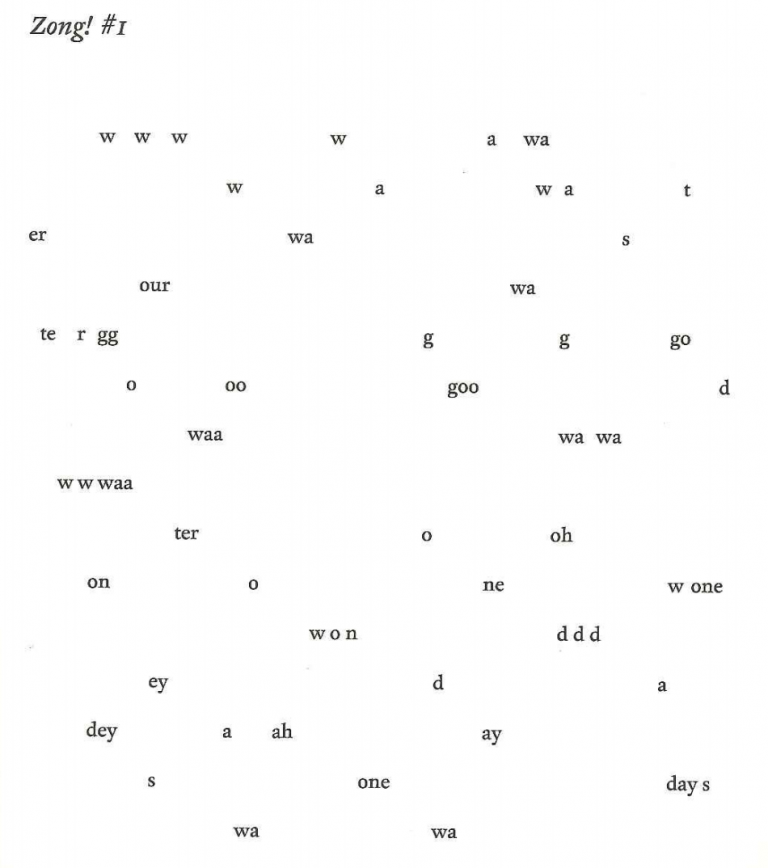 Zong! #1
w w w w a wa
w a w a t
er wa s
our wa
te r gg g g go
o oo goo d
waa wa wa
w w waa
ter o oh
on o ne w one
w o n d d d
ey d a
dey a ah ay
s one day s
wa wa